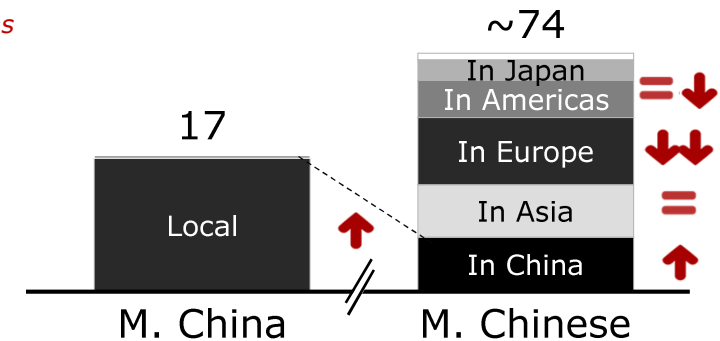 s
~74
In Japan
In Americas
17
In Europe
Local
In Asia
In China
M. China
M. Chinese